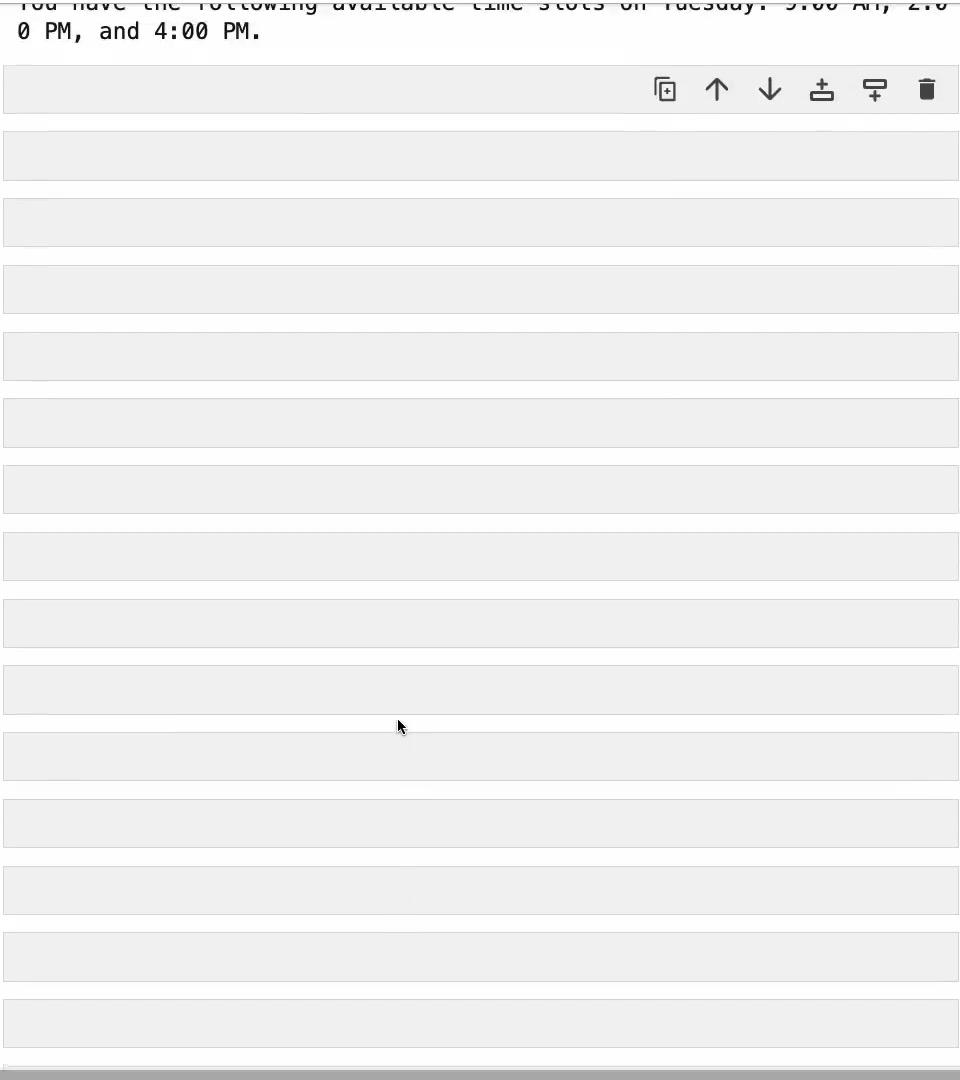 You have the following available time slots on Tuesday: 9:00 AM, 2:0
0 PM, and 4:00 PM.